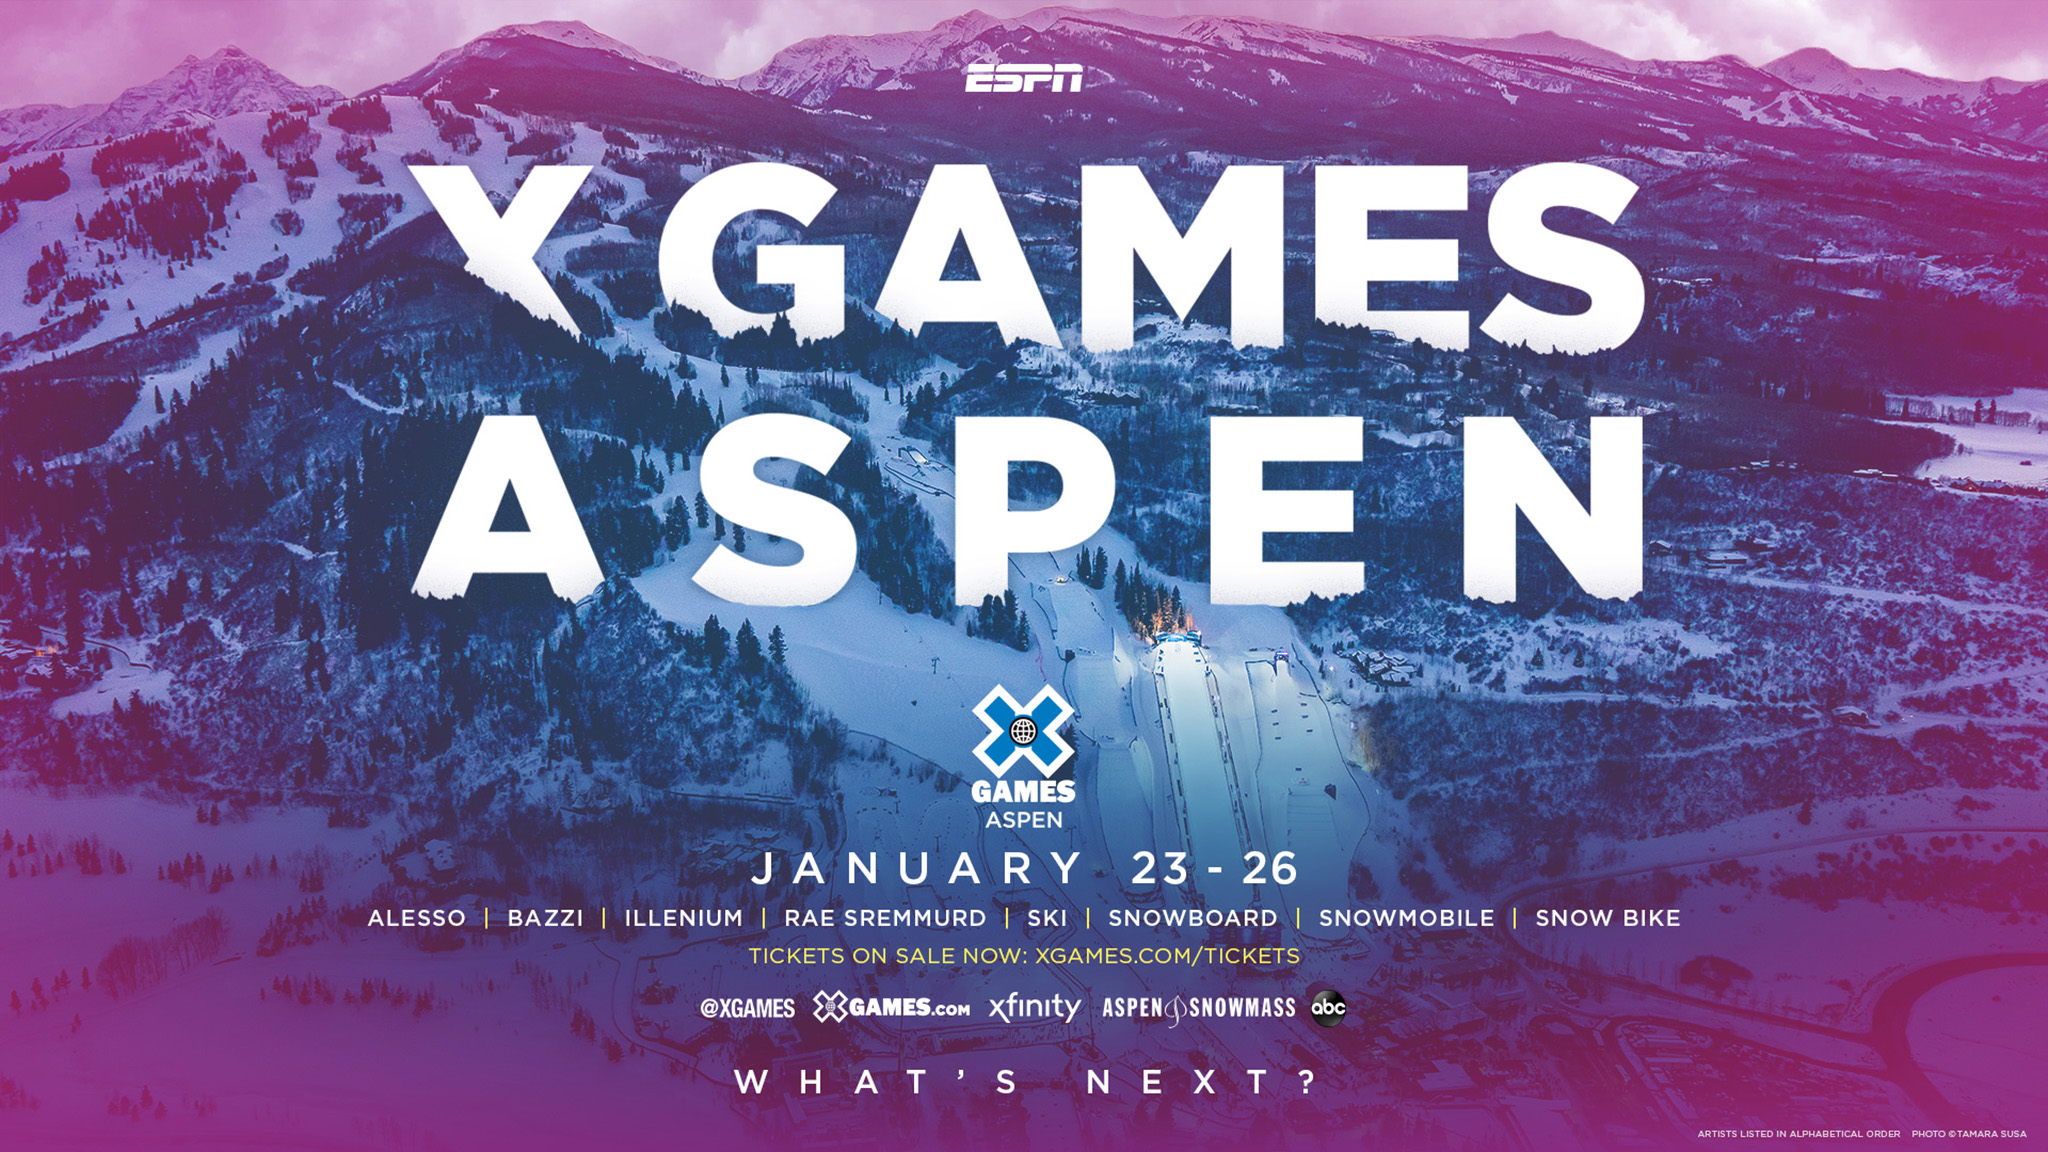 ESPN
X GAMES
ASPEN
X GAMES
ASPEN
JANUARY 23 - 26
ALESSO | BAZZI | ILLENIUM | RAE SREMMURD | SKI | SNOWBOARD | SNOWMOBILE | SNOW BIKE
TICKETS ON SALE NOW: XGAMES.COM/TICKETS
@XGAMES XGAMES.COM xfinity ASPEN SNOWMASS abc
WHAT'S NEXT?
ARTISTS LISTED IN ALPHABETICAL ORDER PHOTO ©TAMARA SUSA